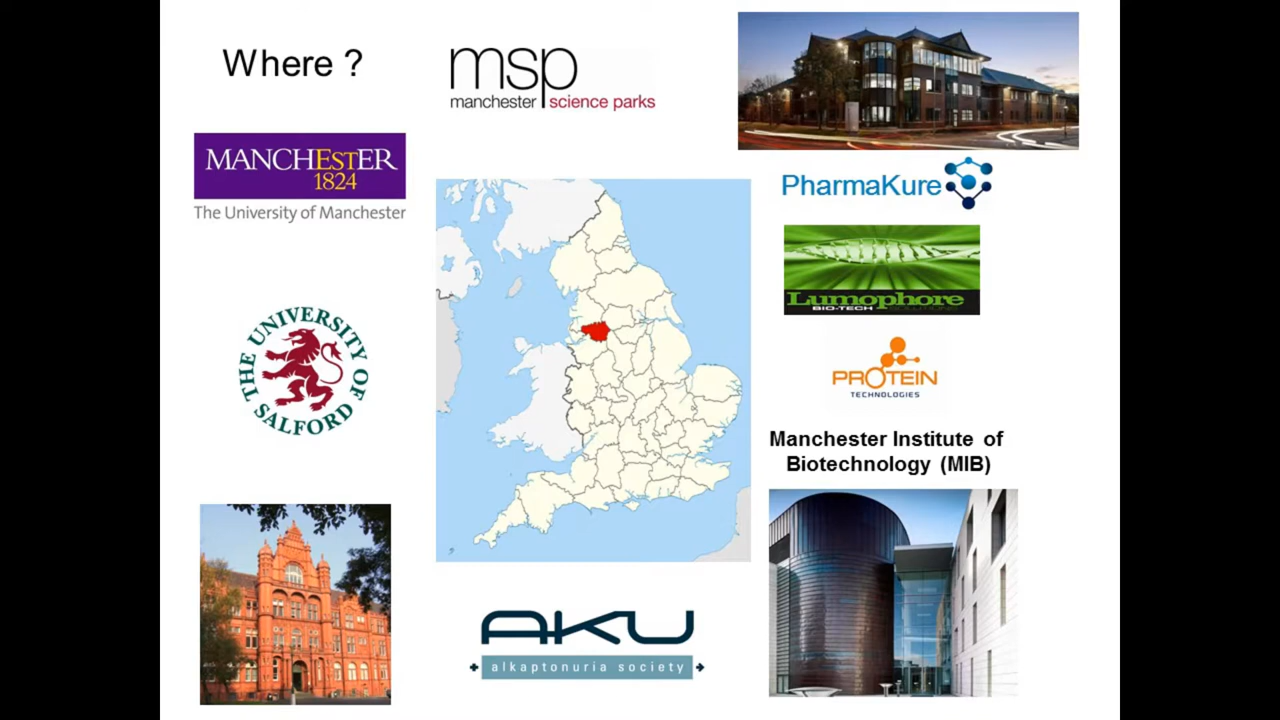 Where ?
msp
manchester science parks
MANCHESTER
1824
The University of Manchester
PharmaKure
Lumophore
BIO-TECH SOLUTIONS
THE UNIVERSITY OF SALFORD
PROTEIN
TECHNOLOGIES
Manchester Institute of
Biotechnology (MIB)
AKU
alkaptonuria society